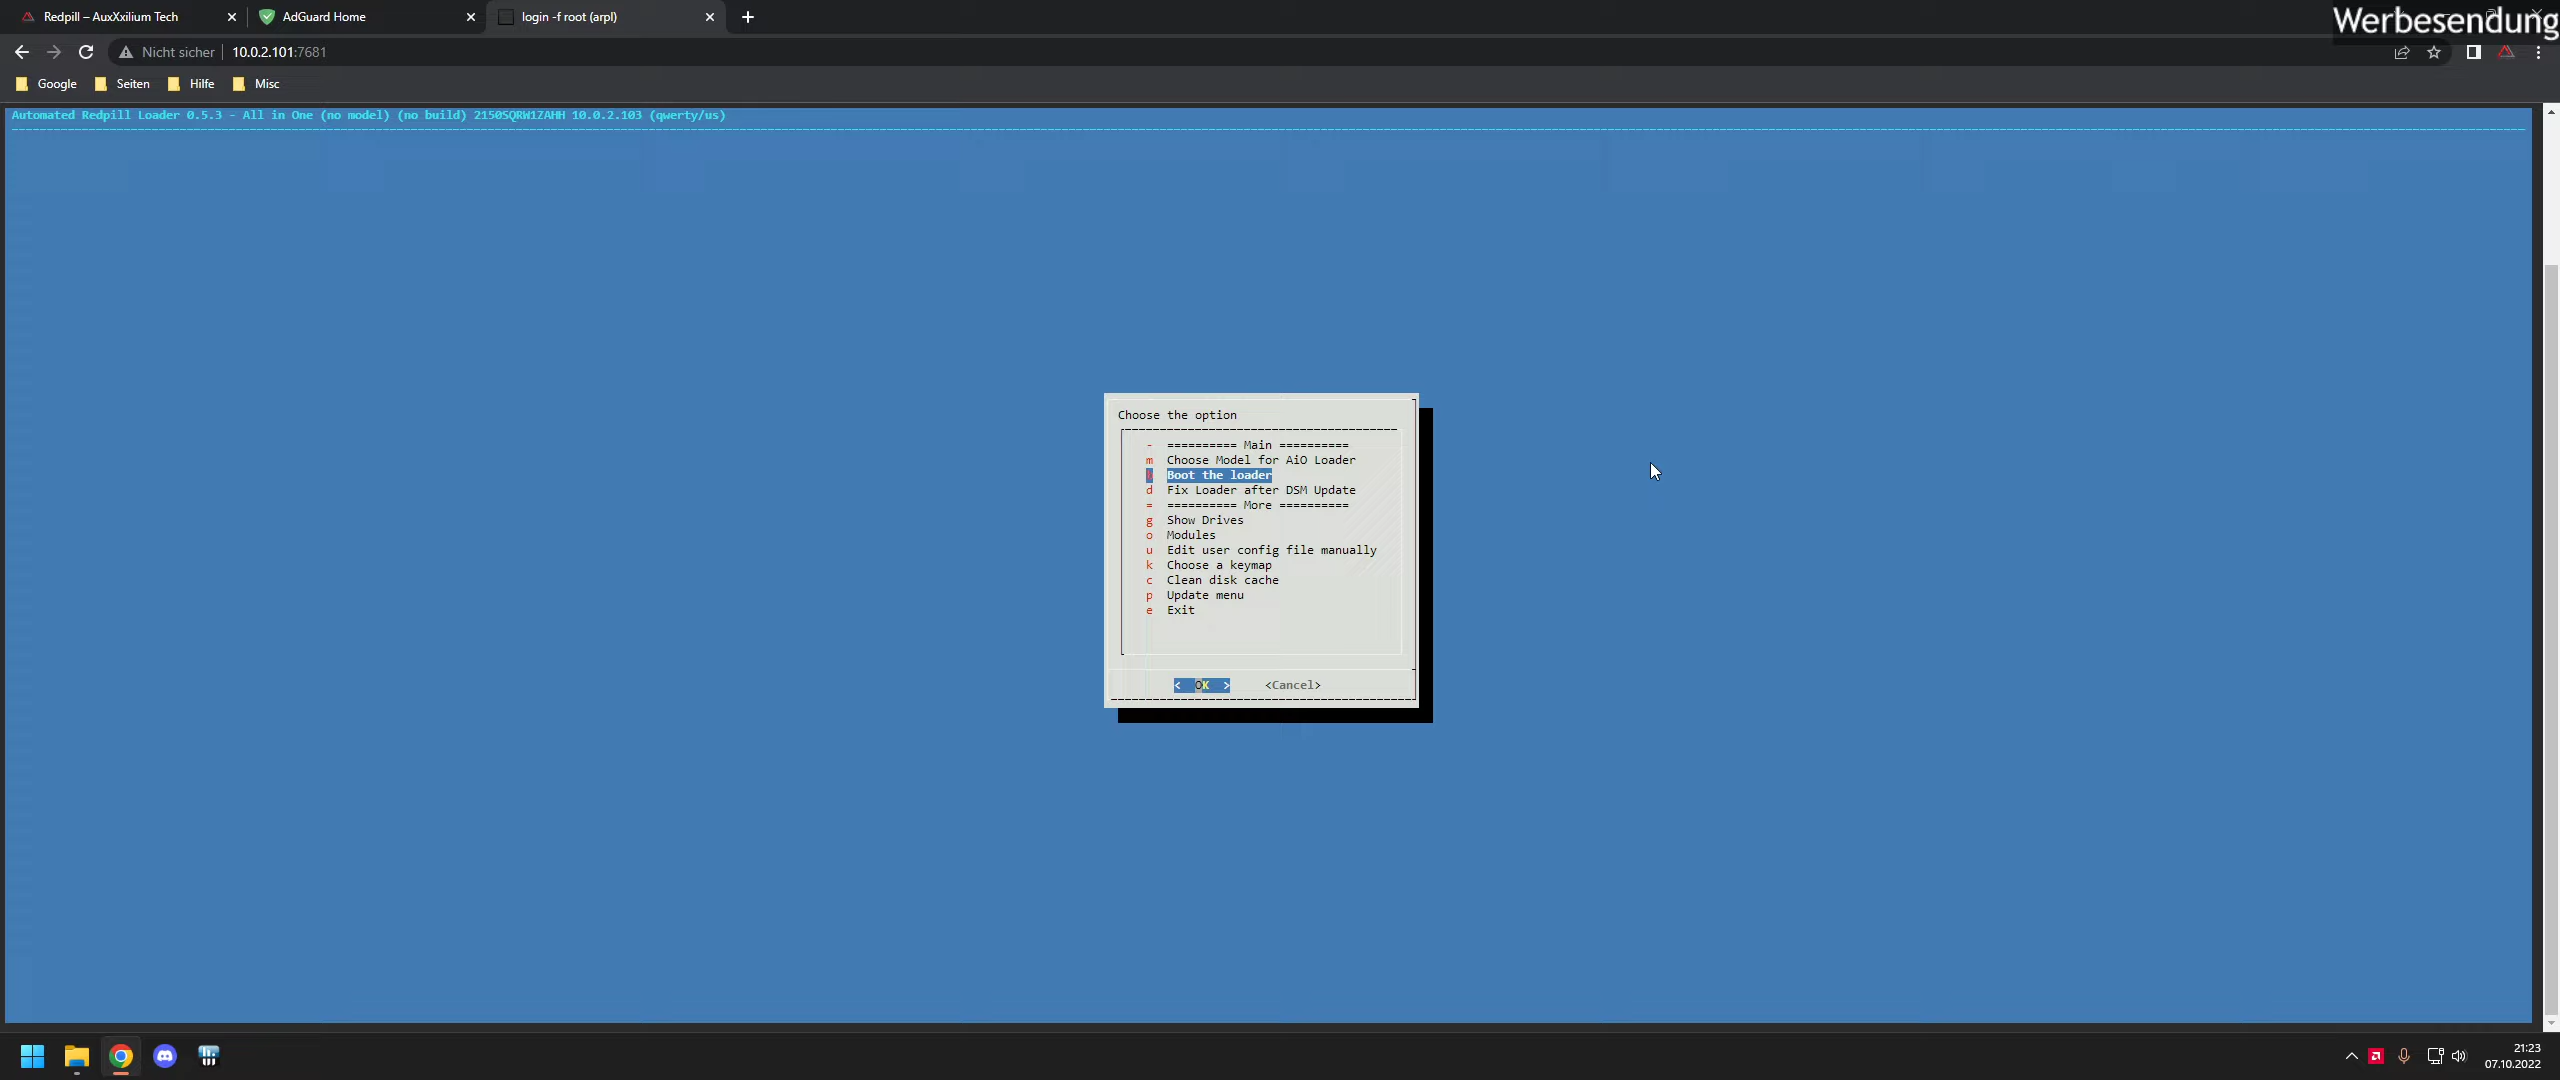 Redpill – AuxXxilium Tech
AdGuard Home
login -f root (arpl)
Werbesendung
Nicht sicher
10.0.2.101:7681
Google
Seiten
Hilfe
Misc
Automated Redpill Loader 0.5.3 - All in One (no model) (no build) 2150SQRW1ZAHH 10.0.2.103 (qwerty/us)
Choose the option
- ========== Main ==========
m Choose Model for AiO Loader
Boot the loader
d Fix Loader after DSM Update
= ========== More ==========
g Show Drives
o Modules
u Edit user config file manually
k Choose a keymap
c Clean disk cache
p Update menu
e Exit
< OK > <Cancel>
21:23
07.10.2022